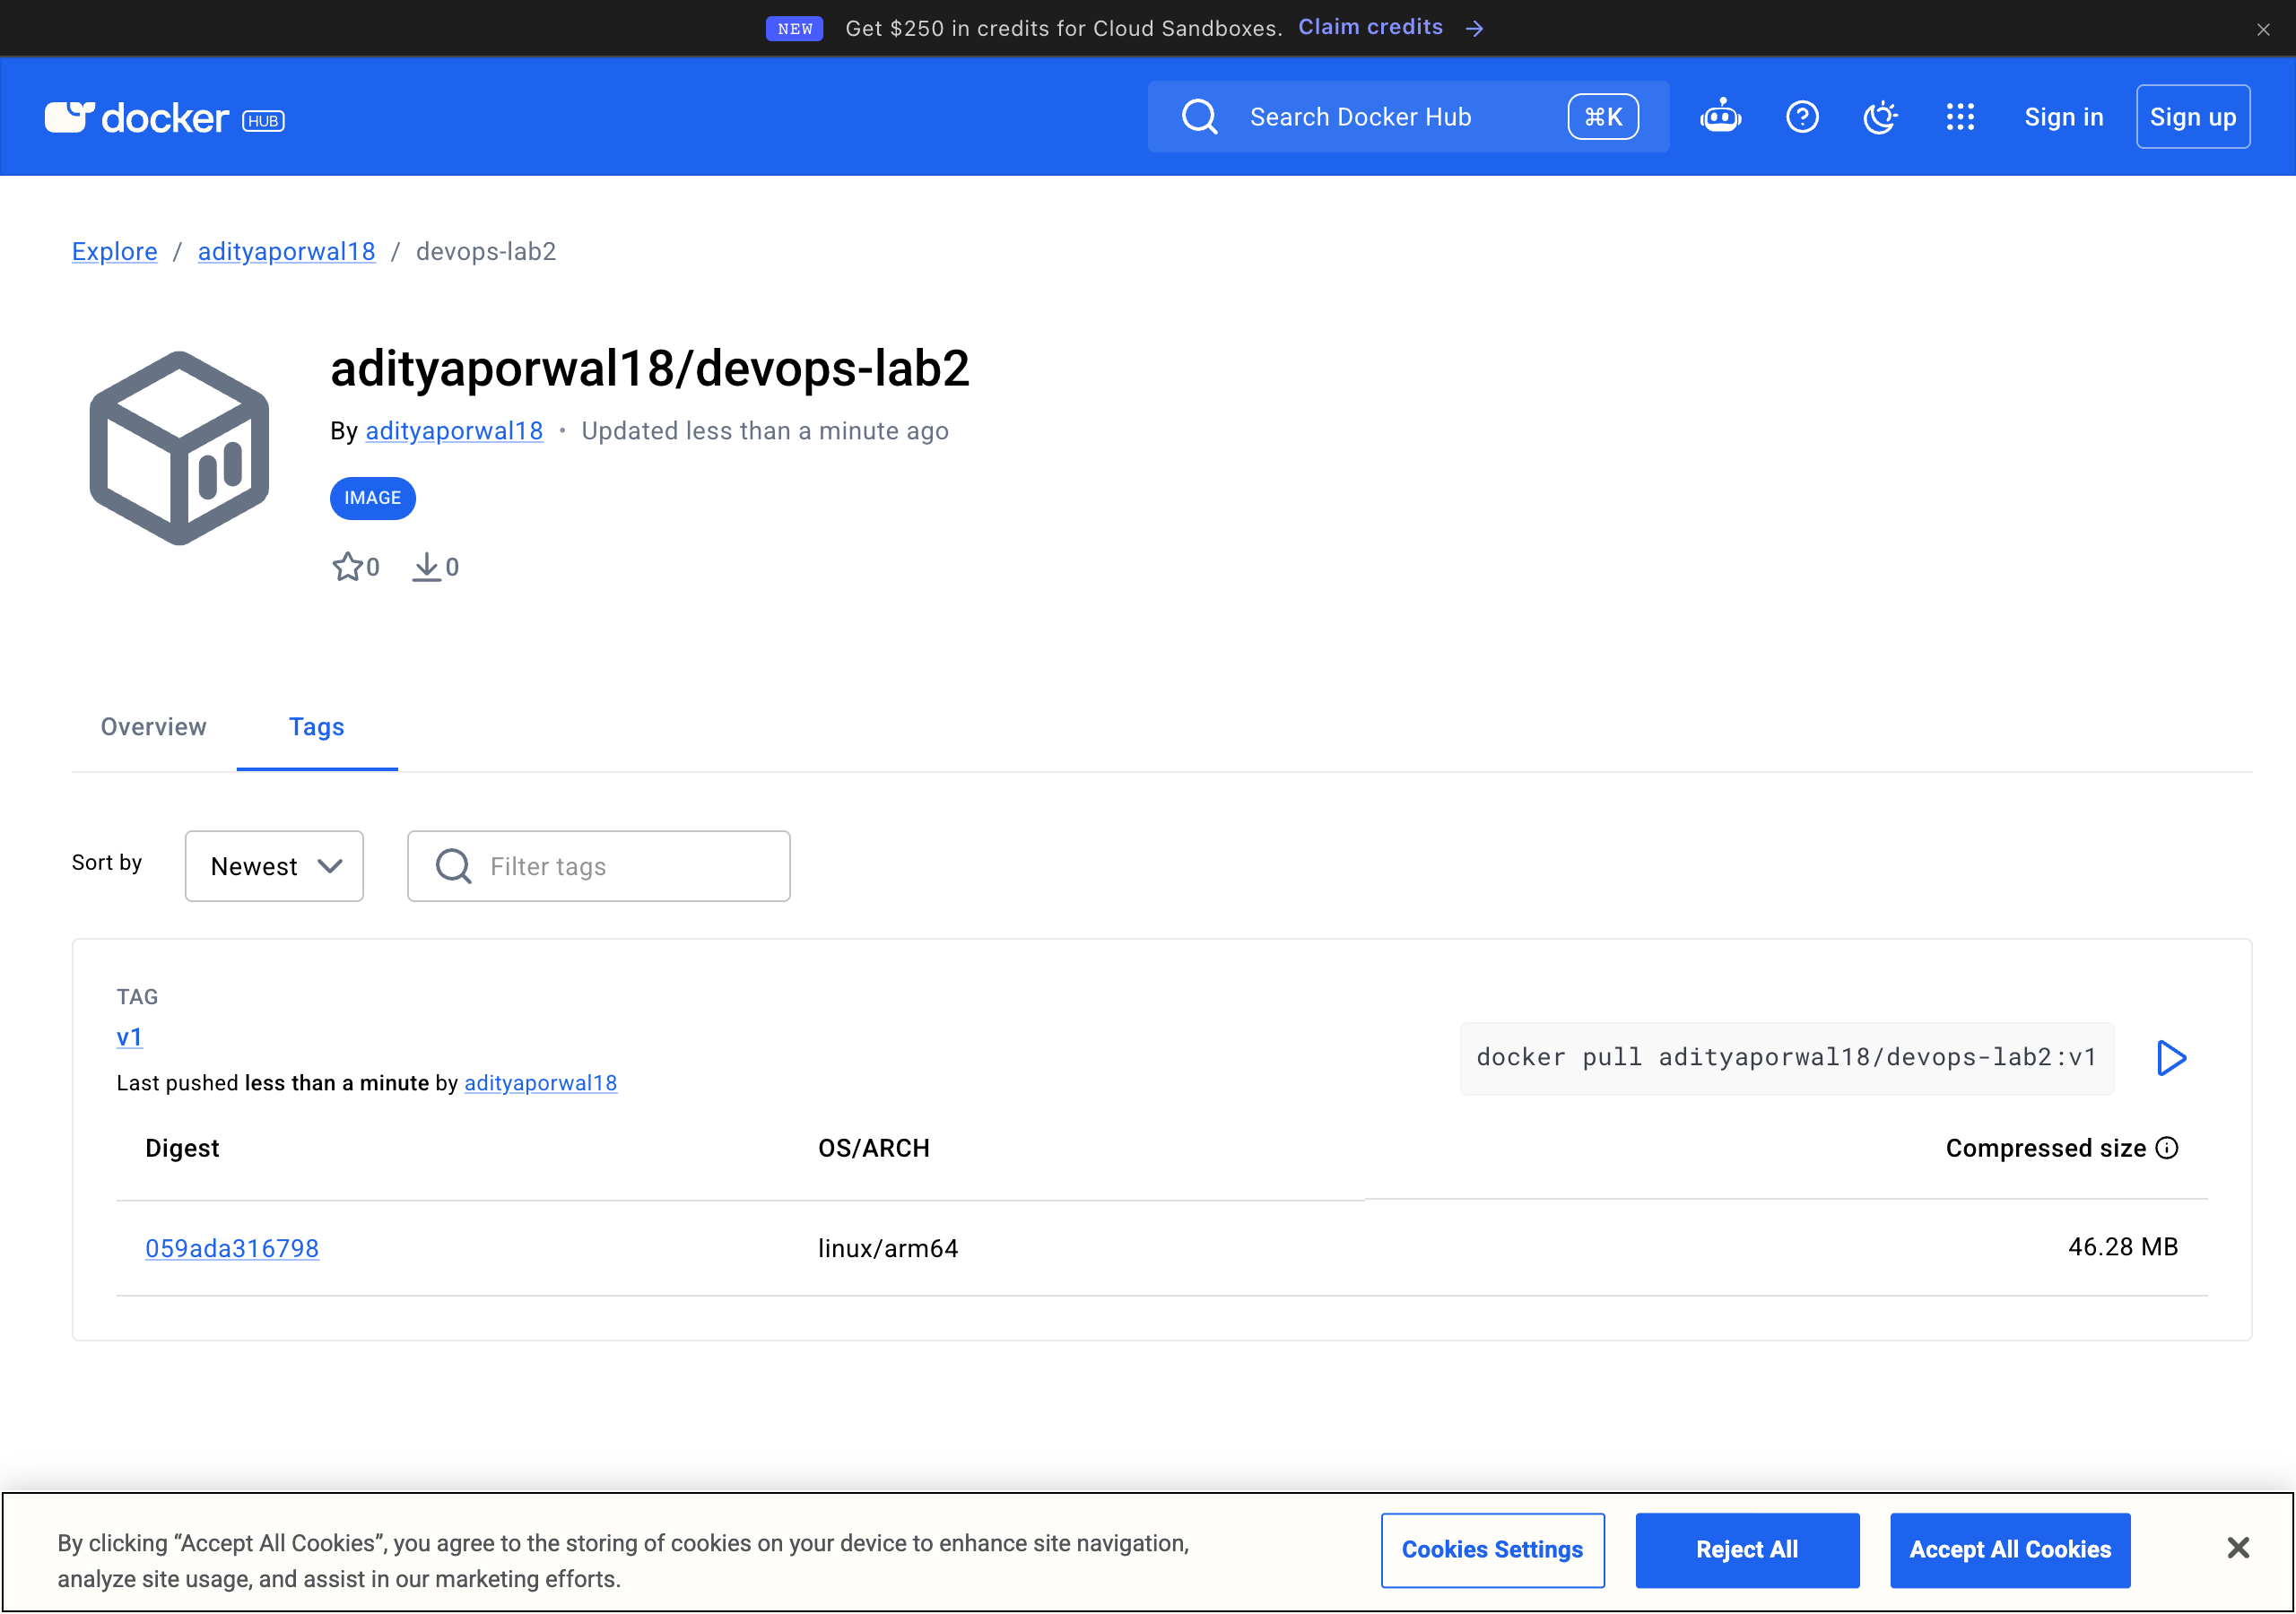 NEW Get $250 in credits for Cloud Sandboxes. Claim credits →
docker HUB Search Docker Hub ⌘K Sign in Sign up
Explore / adityaporwal18 / devops-lab2
adityaporwal18/devops-lab2
By adityaporwal18 • Updated less than a minute ago
IMAGE
0 0
Overview Tags
Sort by Newest Filter tags
TAG
v1
docker pull adityaporwal18/devops-lab2:v1
Last pushed less than a minute by adityaporwal18
Digest OS/ARCH Compressed size
059ada316798 linux/arm64 46.28 MB
By clicking “Accept All Cookies”, you agree to the storing of cookies on your device to enhance site navigation,
analyze site usage, and assist in our marketing efforts.
Cookies Settings Reject All Accept All Cookies